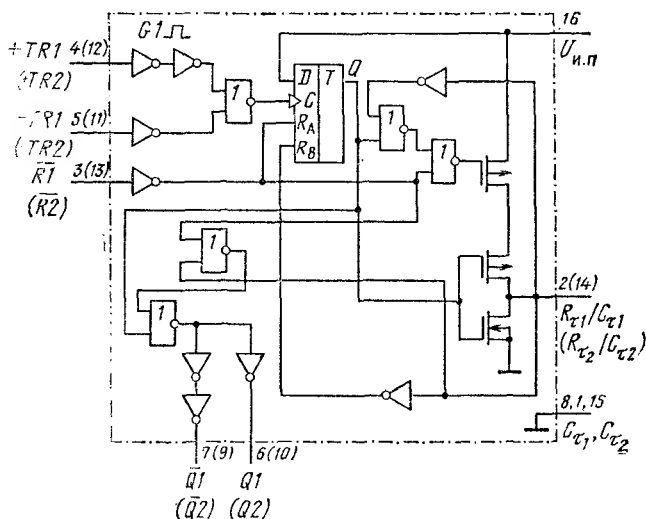 G1
16
U и.п
+TR1 4(12)
(+TR2)
-TR1 5(11)
(-TR2)
R̅1̅ 3(13)
(R̅2̅)
1
D T
C
R_A
R_B
Q
1
1
1
1
2(14)
R_τ1/C_τ1
(R_τ2/C_τ2)
8,1,15
C_τ1, C_τ2
7(9) 6(10)
Q̅1 Q1
(Q̅2) (Q2)